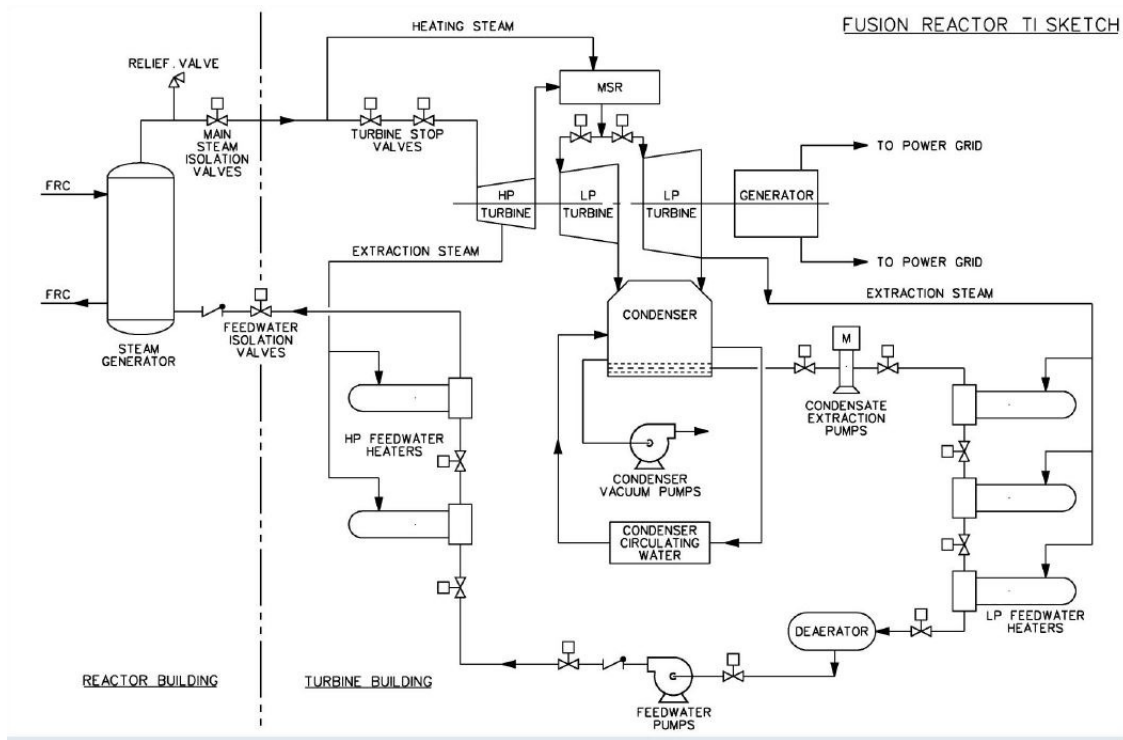 FUSION REACTOR TI SKETCH
HEATING STEAM
RELIEF. VALVE
MSR
MAIN
STEAM
ISOLATION
VALVES
TURBINE STOP
VALVES
TO POWER GRID
FRC
HP
TURBINE
LP
TURBINE
LP
TURBINE
GENERATOR
EXTRACTION STEAM
TO POWER GRID
FRC
EXTRACTION STEAM
CONDENSER
FEEDWATER
ISOLATION
VALVES
STEAM
GENERATOR
M
CONDENSATE
EXTRACTION
PUMPS
HP FEEDWATER
HEATERS
CONDENSER
VACUUM PUMPS
CONDENSER
CIRCULATING
WATER
LP FEEDWATER
HEATERS
DEAERATOR
REACTOR BUILDING
TURBINE BUILDING
FEEDWATER
PUMPS